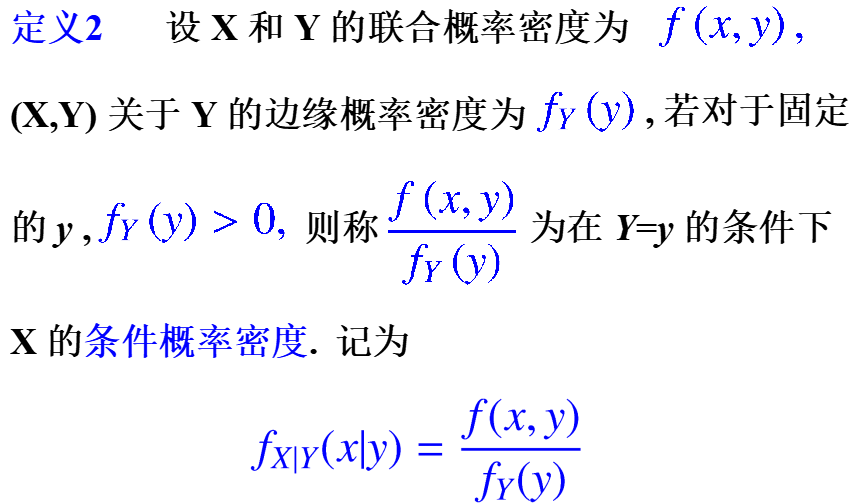 定义2 设 X 和 Y 的联合概率密度为 f (x, y) ,
(X,Y) 关于 Y 的边缘概率密度为 f_Y (y) , 若对于固定
的 y , f_Y (y) > 0, 则称 \frac{f (x, y)}{f_Y (y)} 为在 Y=y 的条件下
X 的条件概率密度. 记为
f_{X|Y}(x|y) = \frac{f(x, y)}{f_Y(y)}